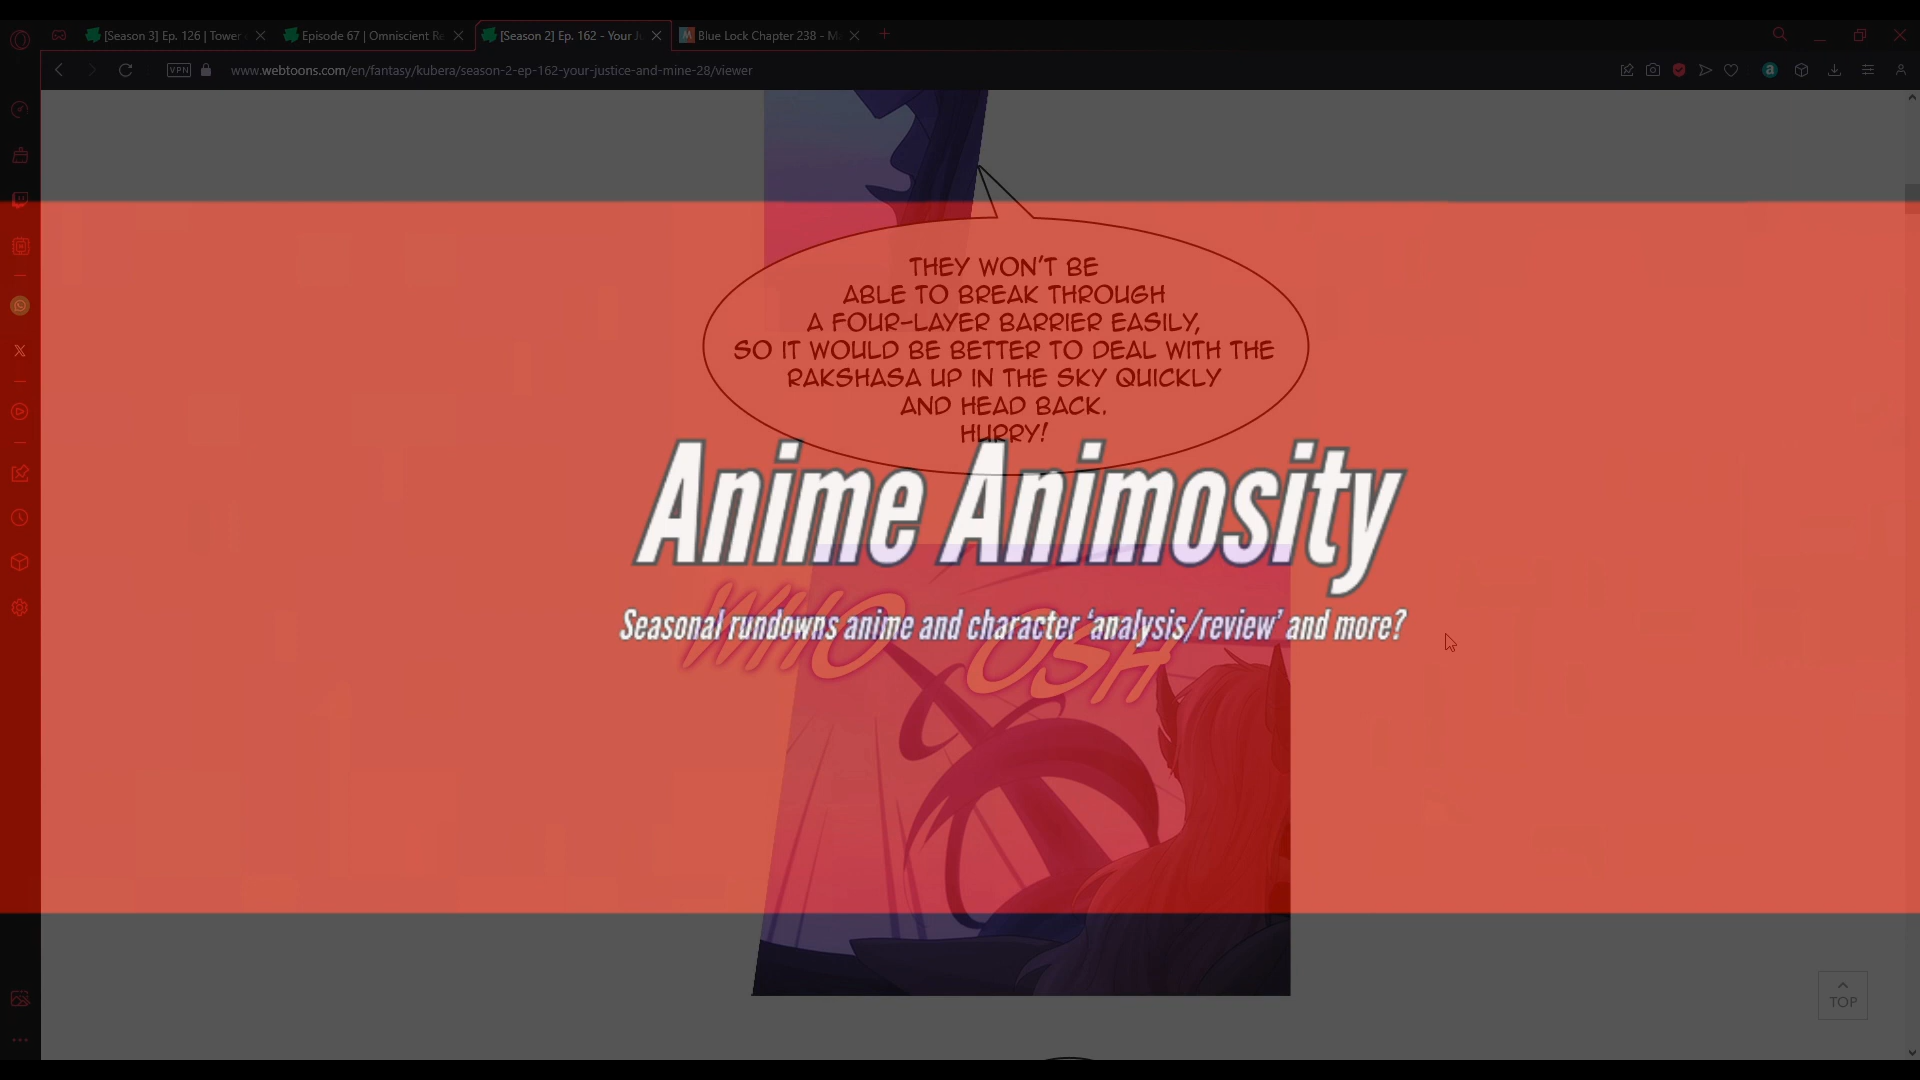 [Season 3] Ep. 126 | Tower
Episode 67 | Omniscient Re
[Season 2] Ep. 162 - Your J
Blue Lock Chapter 238 - M
VPN
www.webtoons.com/en/fantasy/kubera/season-2-ep-162-your-justice-and-mine-28/viewer
THEY WON'T BE
ABLE TO BREAK THROUGH
A FOUR-LAYER BARRIER EASILY,
SO IT WOULD BE BETTER TO DEAL WITH THE
RAKSHASA UP IN THE SKY QUICKLY
AND HEAD BACK.
HURRY!
Anime Animosity
WHO OSH
Seasonal rundowns anime and character 'analysis/review' and more?
TOP